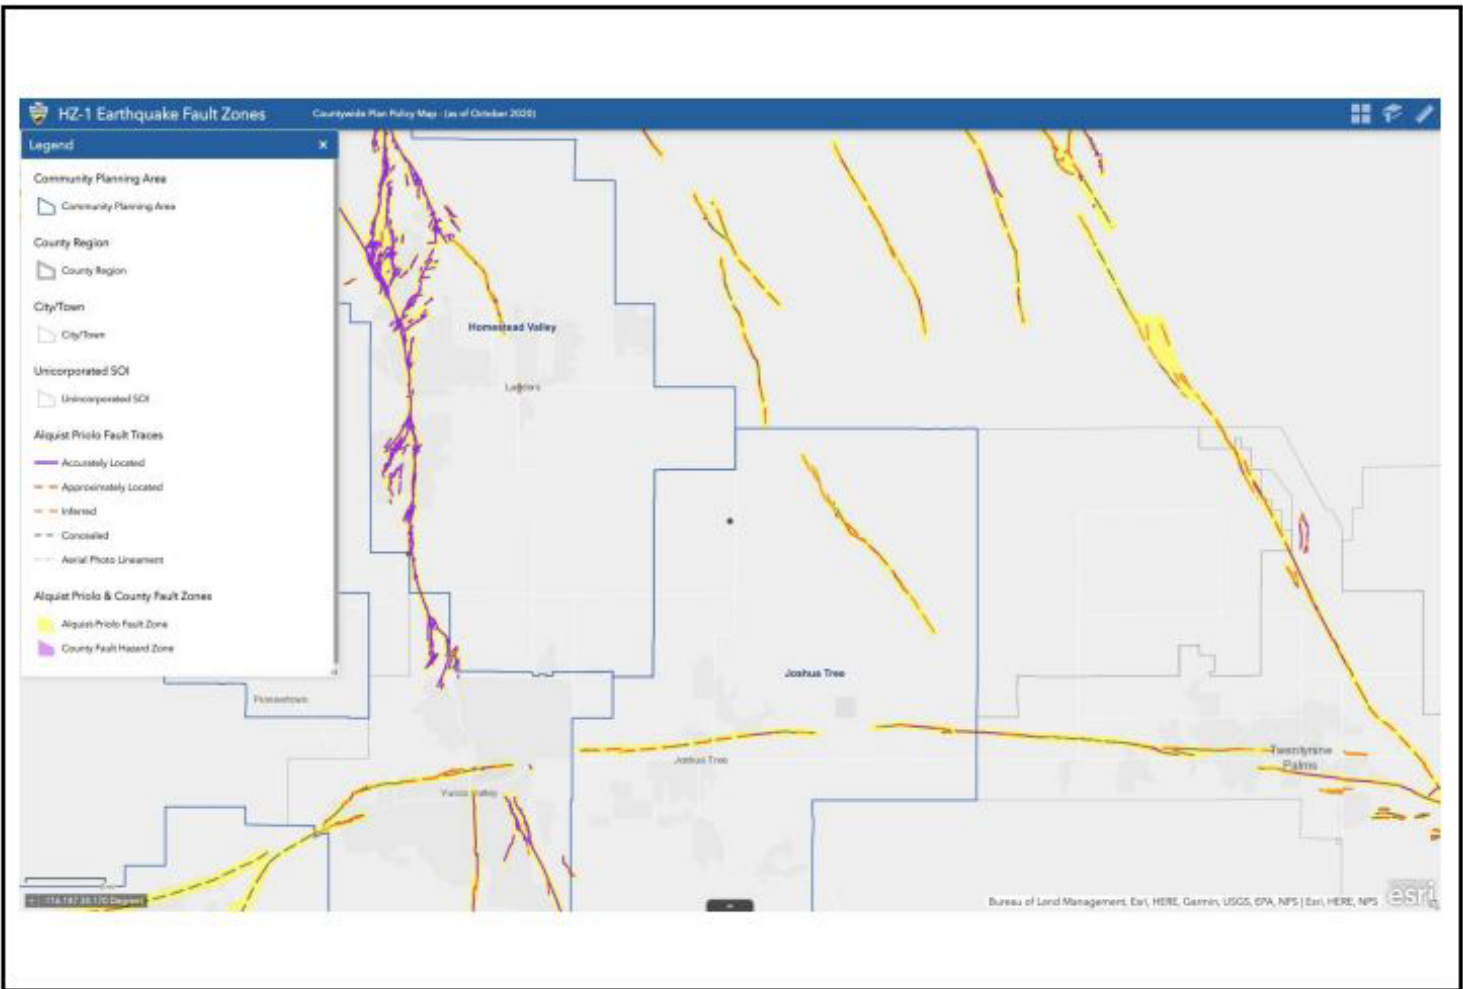 HZ-1 Earthquake Fault Zones
Countywide Plan Policy Map - (as of October 2020)
Legend
Community Planning Area
Community Planning Area
County Region
County Region
City/Town
City/Town
Unicorporated SOI
Unincorporated SOI
Alquist Priolo Fault Traces
Accurately Located
Approximately Located
Inferred
Concealed
Aerial Photo Lineament
Alquist Priolo & County Fault Zones
Alquist-Priolo Fault Zone
County Fault Hazard Zone
Homestead Valley
Landers
Joshua Tree
Pioneertown
Joshua Tree
Twentynine
Palms
Yucca Valley
Degrees
Bureau of Land Management, Esri, HERE, Garmin, USGS, EPA, NPS | Esri, HERE, NPS
esri